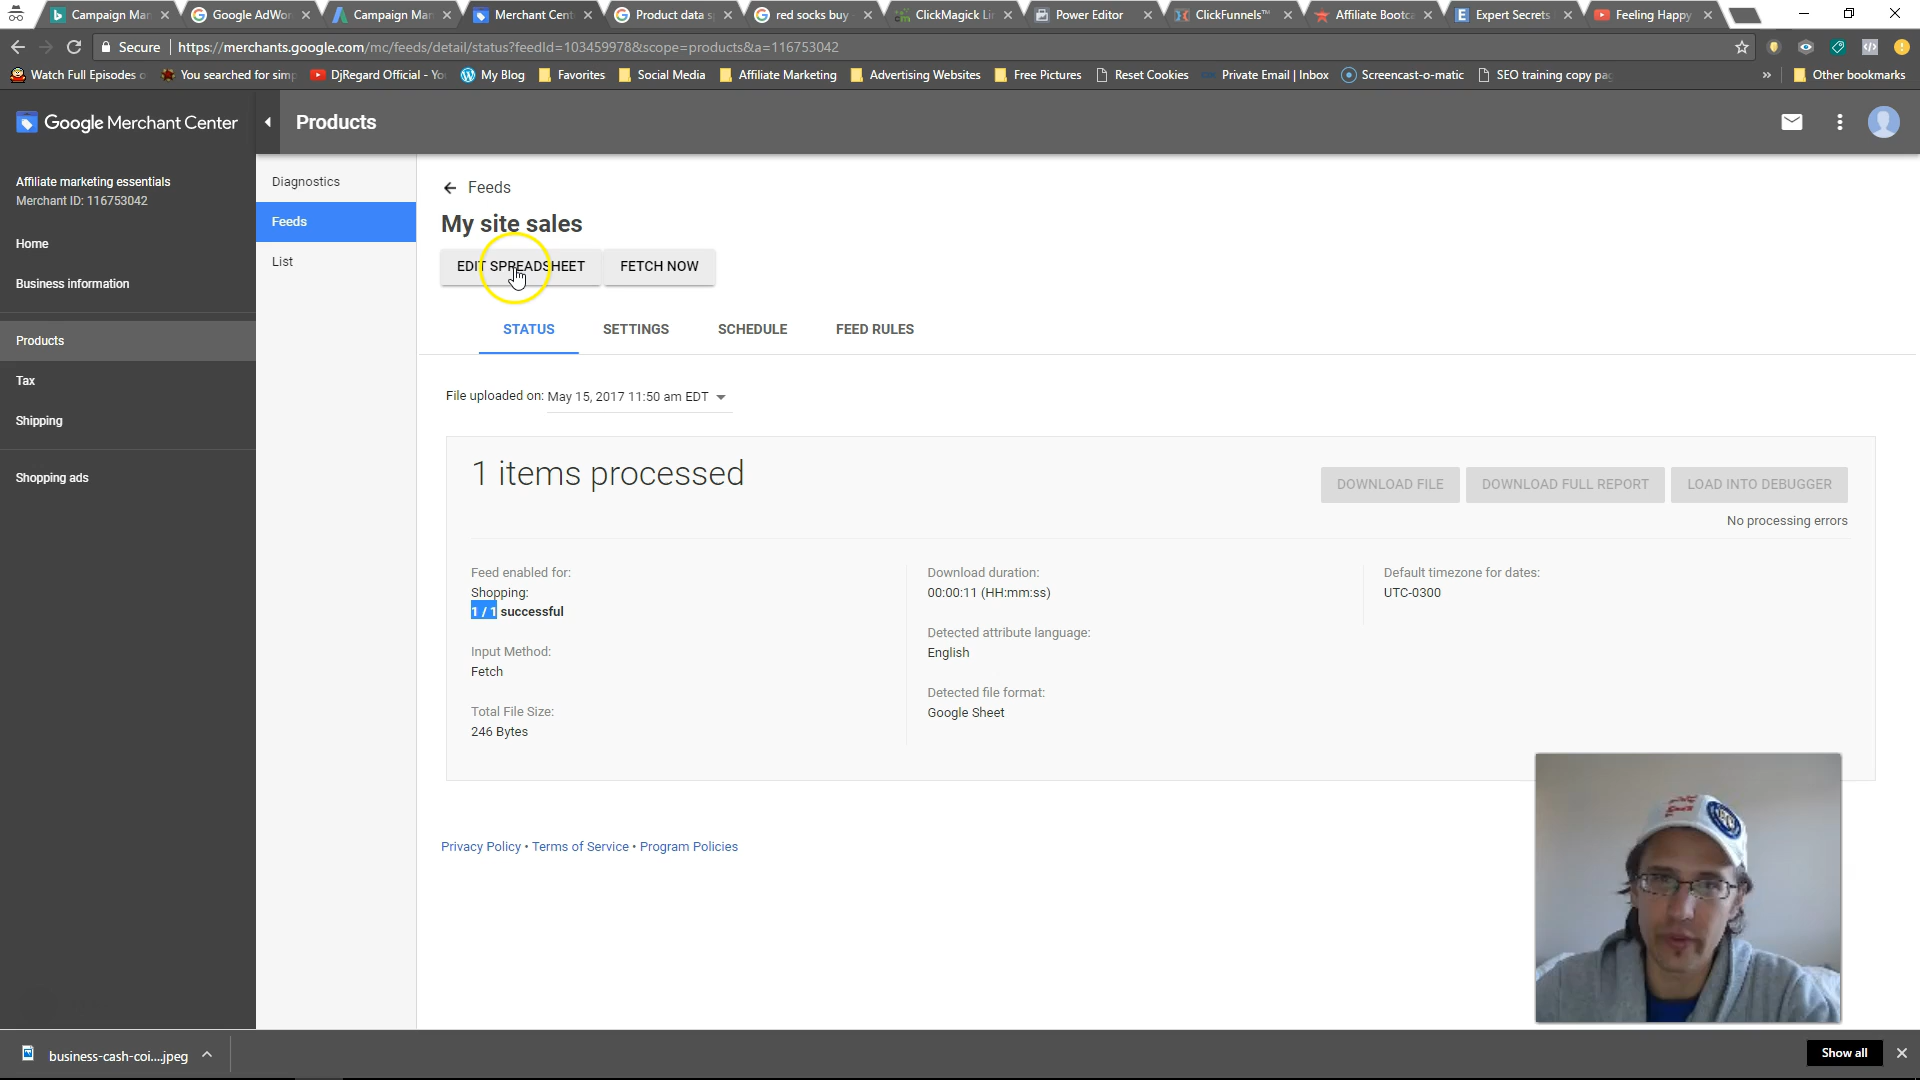 Campaign Mar
Google AdWor
Campaign Mar
Merchant Cent
Product data s
red socks buy
ClickMagick Li
Power Editor
ClickFunnels™
Affiliate Bootca
Expert Secrets
Feeling Happy
Secure
https://merchants.google.com/mc/feeds/detail/status?feedId=103459978&scope=products&a=116753042
Watch Full Episodes o
You searched for simp
DjRegard Official - Yo
My Blog
Favorites
Social Media
Affiliate Marketing
Advertising Websites
Free Pictures
Reset Cookies
Private Email | Inbox
Screencast-o-matic
SEO training copy pag
»
Other bookmarks
Google Merchant Center
Products
Affiliate marketing essentials
Merchant ID: 116753042
Home
Business information
Products
Tax
Shipping
Shopping ads
Diagnostics
Feeds
List
Feeds
My site sales
EDIT SPREADSHEET
FETCH NOW
STATUS
SETTINGS
SCHEDULE
FEED RULES
File uploaded on: May 15, 2017 11:50 am EDT
1 items processed
DOWNLOAD FILE
DOWNLOAD FULL REPORT
LOAD INTO DEBUGGER
No processing errors
Feed enabled for:
Shopping:
1 / 1 successful
Input Method:
Fetch
Total File Size:
246 Bytes
Download duration:
00:00:11 (HH:mm:ss)
Detected attribute language:
English
Detected file format:
Google Sheet
Default timezone for dates:
UTC-0300
Privacy Policy • Terms of Service • Program Policies
business-cash-coi....jpeg
Show all